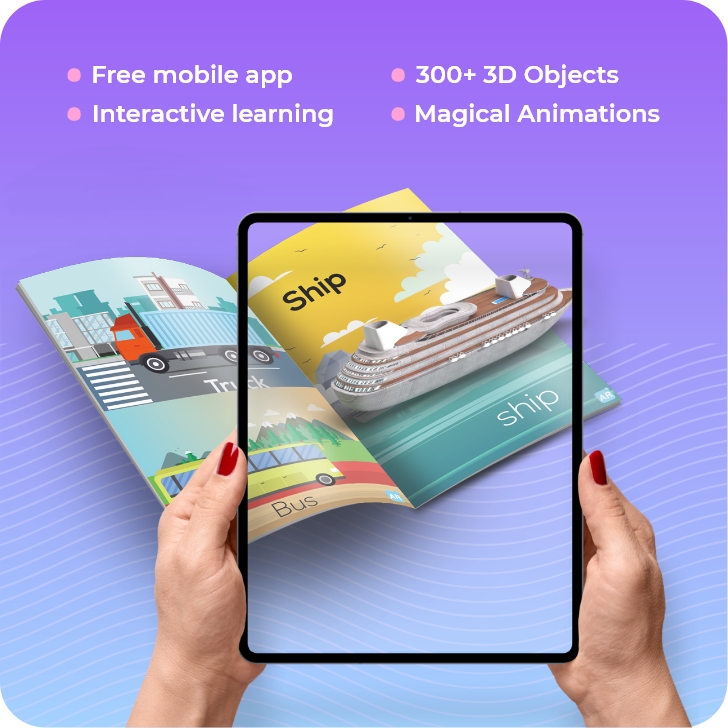 Free mobile app
Interactive learning
300+ 3D Objects
Magical Animations
Ship
Truck
ship
AR
Bus
AR